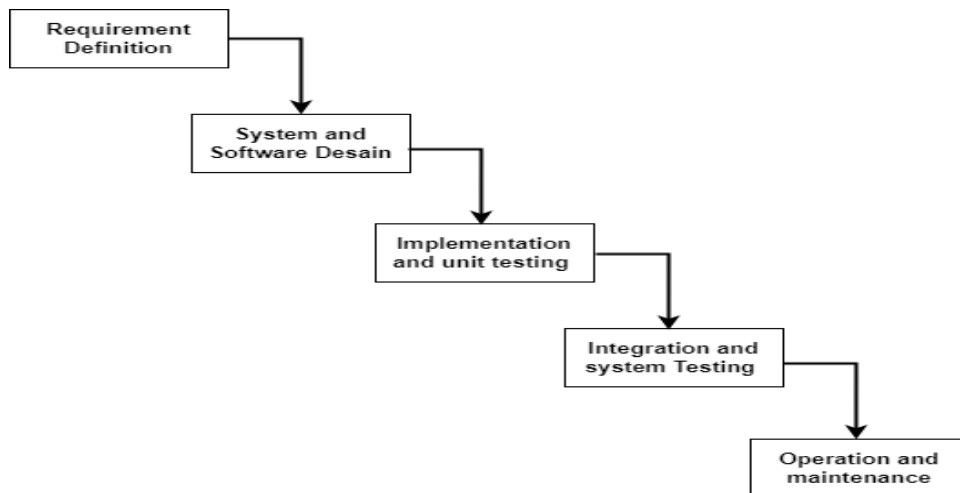 Requirement
Definition
System and
Software Desain
Implementation
and unit testing
Integration and
system Testing
Operation and
maintenance